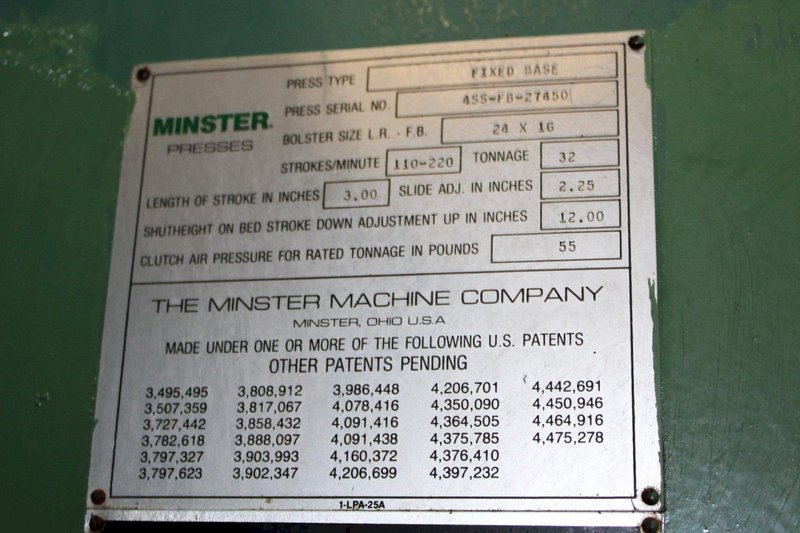 PRESS TYPE FIXED BASE
MINSTER® PRESS SERIAL NO. 4SS-FB-27450
PRESSES BOLSTER SIZE L.R. - F.B. 24 X 16
STROKES/MINUTE 110-220 TONNAGE 32
LENGTH OF STROKE IN INCHES 3.00 SLIDE ADJ. IN INCHES 2.25
SHUTHEIGHT ON BED STROKE DOWN ADJUSTMENT UP IN INCHES 12.00
CLUTCH AIR PRESSURE FOR RATED TONNAGE IN POUNDS 55
THE MINSTER MACHINE COMPANY
MINSTER, OHIO U.S.A
MADE UNDER ONE OR MORE OF THE FOLLOWING U.S. PATENTS
OTHER PATENTS PENDING
3,495,495 3,808,912 3,986,448 4,206,701 4,442,691
3,507,359 3,817,067 4,078,416 4,350,090 4,450,946
3,727,442 3,858,432 4,091,416 4,364,505 4,464,916
3,782,618 3,888,097 4,091,438 4,375,785 4,475,278
3,797,327 3,903,993 4,160,372 4,376,410
3,797,623 3,902,347 4,206,699 4,397,232
1-LPA-25A